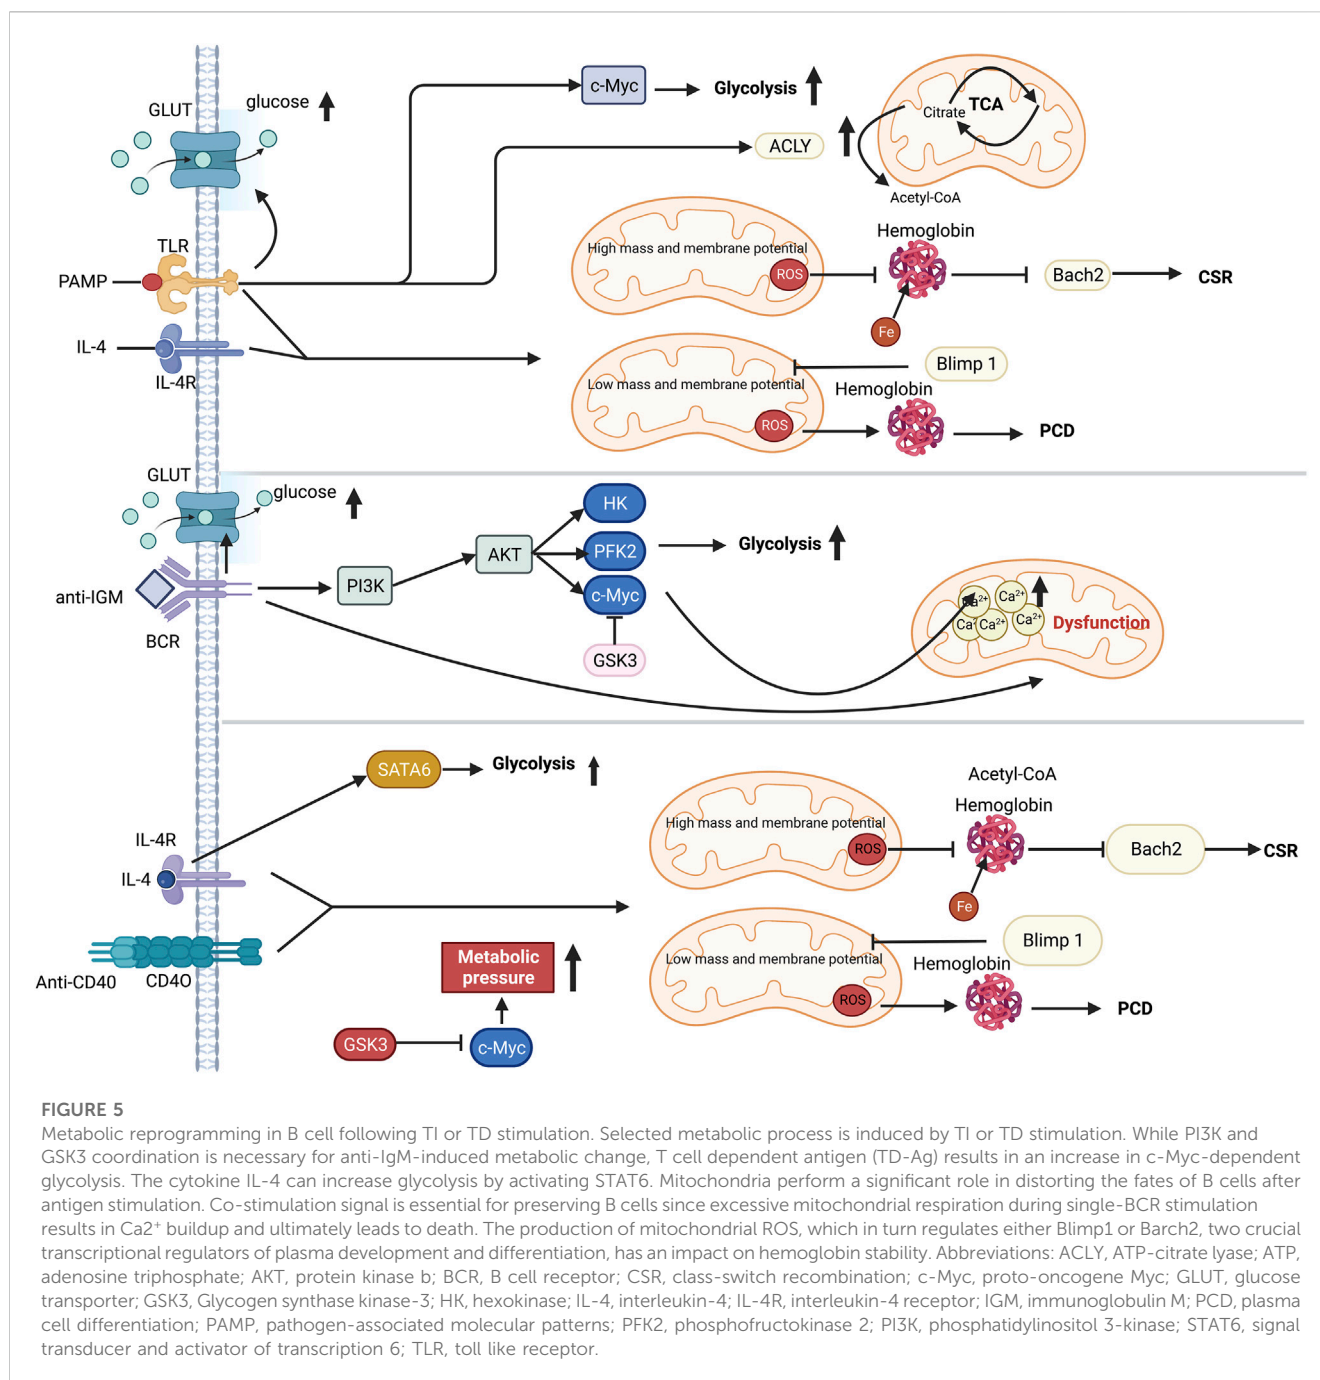 GLUT
glucose
c-Myc
Glycolysis
Citrate
TCA
ACLY
Acetyl-CoA
TLR
PAMP
IL-4
IL-4R
High mass and membrane potential
ROS
Hemoglobin
Fe
Bach2
CSR
Low mass and membrane potential
ROS
Blimp 1
Hemoglobin
PCD
GLUT
glucose
anti-IGM
BCR
PI3K
AKT
HK
PFK2
c-Myc
GSK3
Glycolysis
Ca²⁺
Ca²⁺
Ca²
Ca²⁺
Ca²⁺
Dysfunction
SATA6
Glycolysis
IL-4R
IL-4
Anti-CD40
CD4O
Metabolic
pressure
GSK3
c-Myc
High mass and membrane potential
ROS
Acetyl-CoA
Hemoglobin
Fe
Bach2
CSR
Low mass and membrane potential
ROS
Blimp 1
Hemoglobin
PCD
FIGURE 5
Metabolic reprogramming in B cell following TI or TD stimulation. Selected metabolic process is induced by TI or TD stimulation. While PI3K and
GSK3 coordination is necessary for anti-IgM-induced metabolic change, T cell dependent antigen (TD-Ag) results in an increase in c-Myc-dependent
glycolysis. The cytokine IL-4 can increase glycolysis by activating STAT6. Mitochondria perform a significant role in distorting the fates of B cells after
antigen stimulation. Co-stimulation signal is essential for preserving B cells since excessive mitochondrial respiration during single-BCR stimulation
results in Ca2⁺ buildup and ultimately leads to death. The production of mitochondrial ROS, which in turn regulates either Blimp1 or Barch2, two crucial
transcriptional regulators of plasma development and differentiation, has an impact on hemoglobin stability. Abbreviations: ACLY, ATP-citrate lyase; ATP,
adenosine triphosphate; AKT, protein kinase b; BCR, B cell receptor; CSR, class-switch recombination; c-Myc, proto-oncogene Myc; GLUT, glucose
transporter; GSK3, Glycogen synthase kinase-3; HK, hexokinase; IL-4, interleukin-4; IL-4R, interleukin-4 receptor; IGM, immunoglobulin M; PCD, plasma
cell differentiation; PAMP, pathogen-associated molecular patterns; PFK2, phosphofructokinase 2; PI3K, phosphatidylinositol 3-kinase; STAT6, signal
transducer and activator of transcription 6; TLR, toll like receptor.